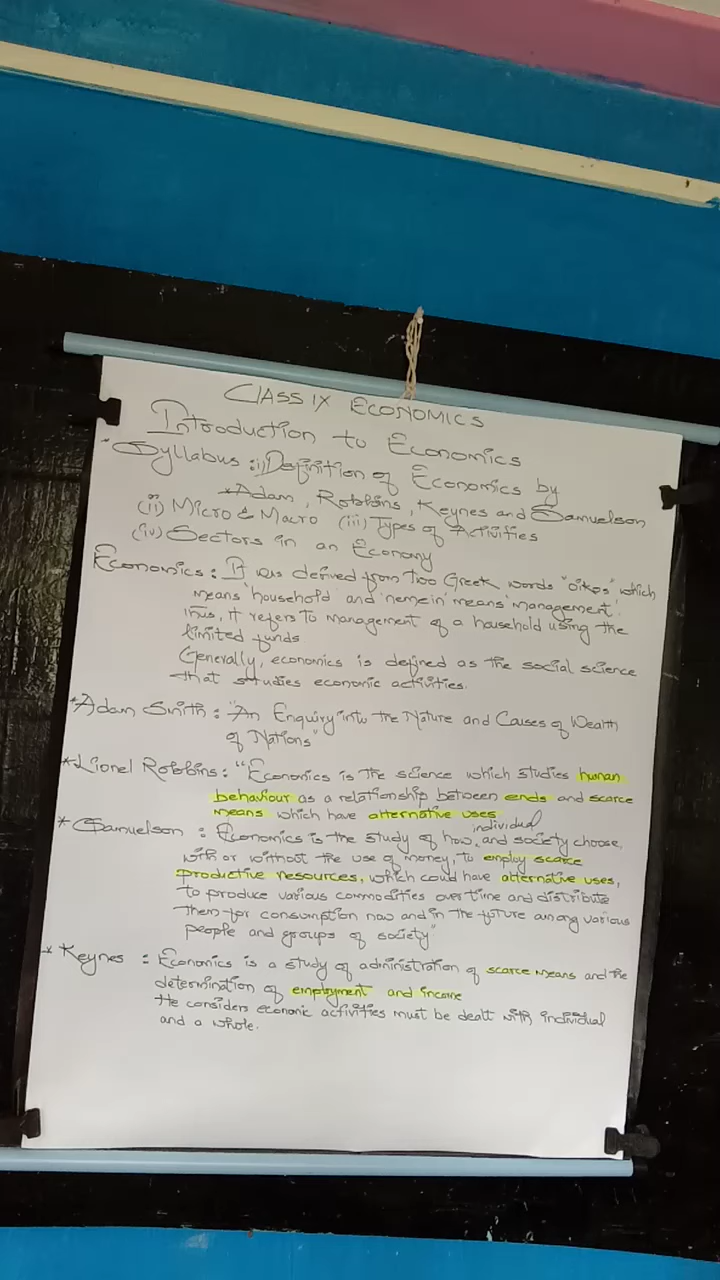 CLASS IX ECONOMICS
Introduction to Economics
Syllabus : i) Definition of Economics by
*Adam, Robbins, Keynes and Samuelson
(ii) Micro & Macro (iii) Types of Activities
(iv) Sectors in an Economy
Economics : It was derived from two Greek words "oikos" which
means 'household' and 'nemein' means 'management'.
Thus, it refers to management of a household using the
limited funds.
Generally, economics is defined as the social science
that studies economic activities.
*Adam Smith : "An Enquiry into the Nature and Causes of Wealth
of Nations"
*Lionel Robbins : "Economics is the science which studies human
behaviour as a relationship between ends and scarce
means which have alternative uses.
individual
*Samuelson : Economics is the study of how, and society choose,
with or without the use of money, to employ scarce
productive resources, which could have alternative uses,
to produce various commodities over time and distribute
them for consumption now and in the future among various
people and groups of society"
*Keynes : Economics is a study of administration of scarce means and the
determination of employment and income
He considers economic activities must be dealt with individual
and a whole.